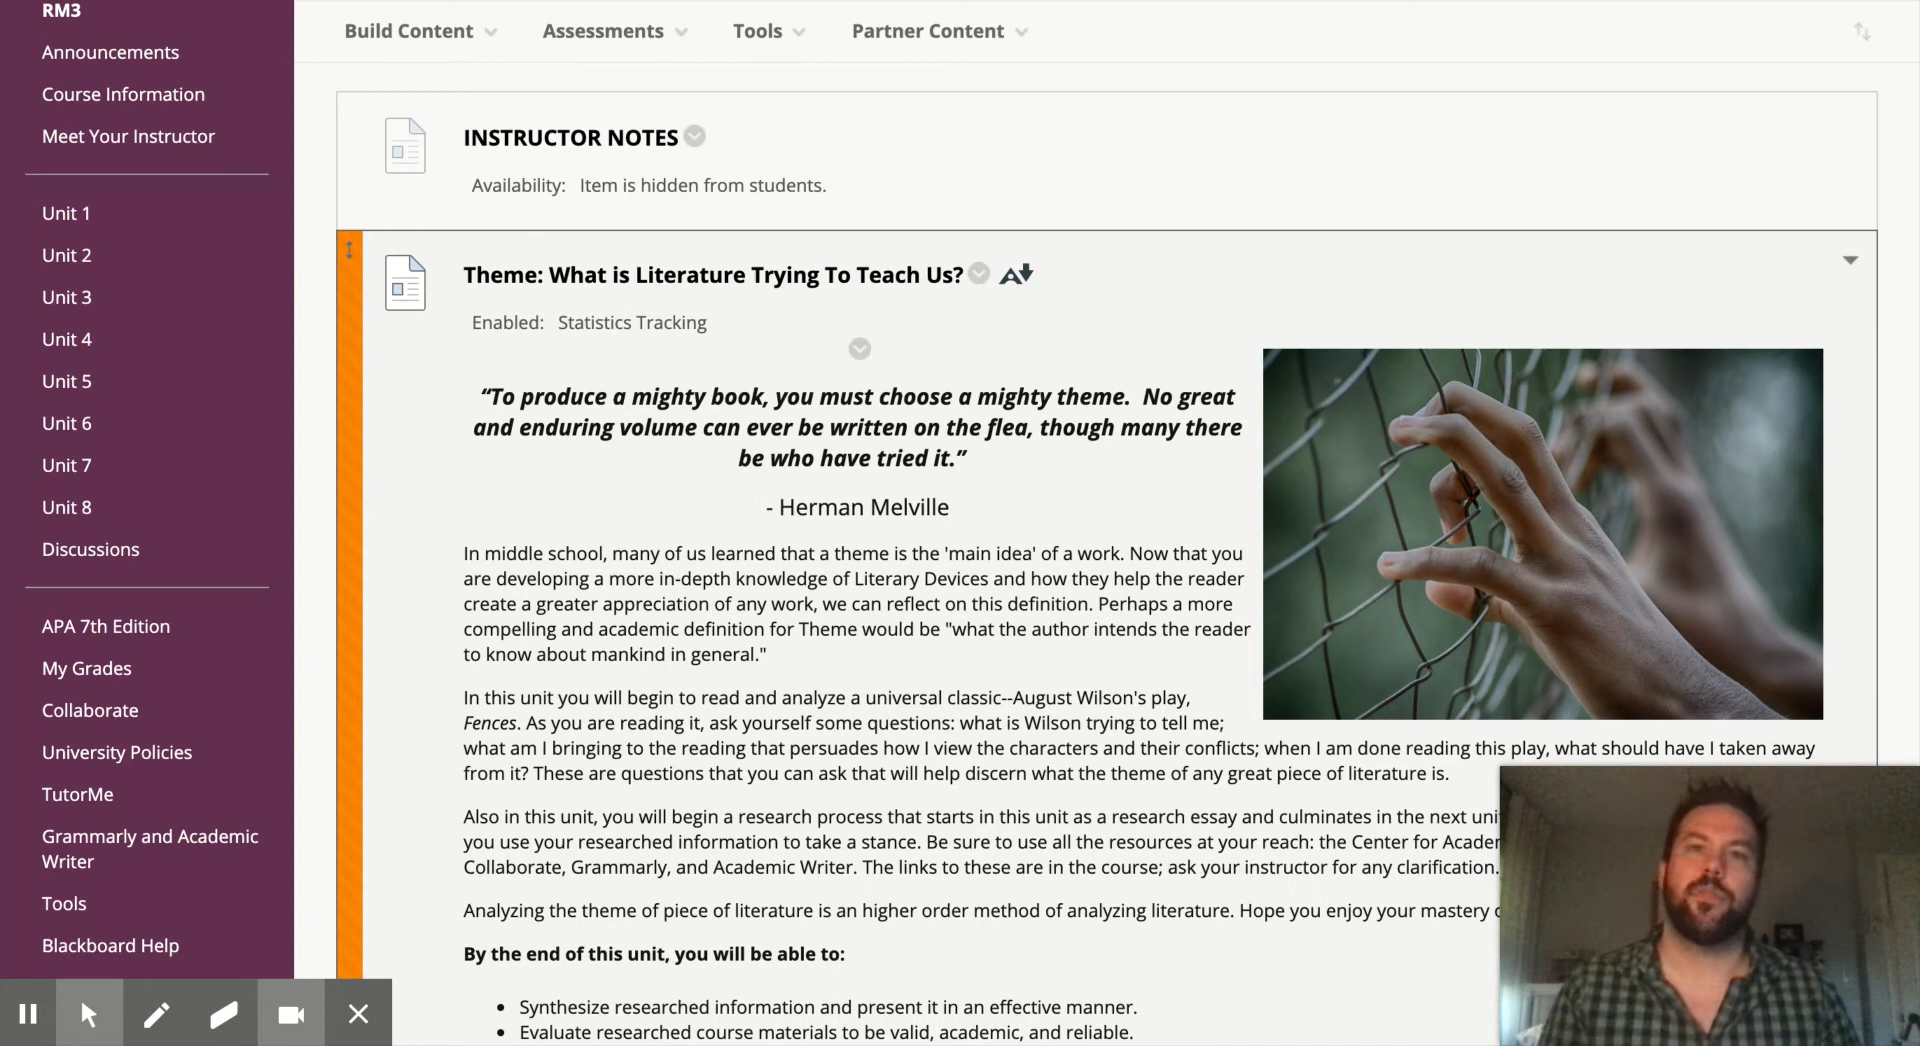 RM3
Announcements
Course Information
Meet Your Instructor
Unit 1
Unit 2
Unit 3
Unit 4
Unit 5
Unit 6
Unit 7
Unit 8
Discussions
APA 7th Edition
My Grades
Collaborate
University Policies
TutorMe
Grammarly and Academic
Writer
Tools
Blackboard Help
Build Content Assessments Tools Partner Content
INSTRUCTOR NOTES
Availability: Item is hidden from students.
Theme: What is Literature Trying To Teach Us?
Enabled: Statistics Tracking
“To produce a mighty book, you must choose a mighty theme. No great
and enduring volume can ever be written on the flea, though many there
be who have tried it.”
- Herman Melville
In middle school, many of us learned that a theme is the 'main idea' of a work. Now that you
are developing a more in-depth knowledge of Literary Devices and how they help the reader
create a greater appreciation of any work, we can reflect on this definition. Perhaps a more
compelling and academic definition for Theme would be "what the author intends the reader
to know about mankind in general."
In this unit you will begin to read and analyze a universal classic--August Wilson's play,
Fences. As you are reading it, ask yourself some questions: what is Wilson trying to tell me;
what am I bringing to the reading that persuades how I view the characters and their conflicts; when I am done reading this play, what should have I taken away
from it? These are questions that you can ask that will help discern what the theme of any great piece of literature is.
Also in this unit, you will begin a research process that starts in this unit as a research essay and culminates in the next uni
you use your researched information to take a stance. Be sure to use all the resources at your reach: the Center for Acader
Collaborate, Grammarly, and Academic Writer. The links to these are in the course; ask your instructor for any clarification.
Analyzing the theme of piece of literature is an higher order method of analyzing literature. Hope you enjoy your mastery
By the end of this unit, you will be able to:
• Synthesize researched information and present it in an effective manner.
• Evaluate researched course materials to be valid, academic, and reliable.